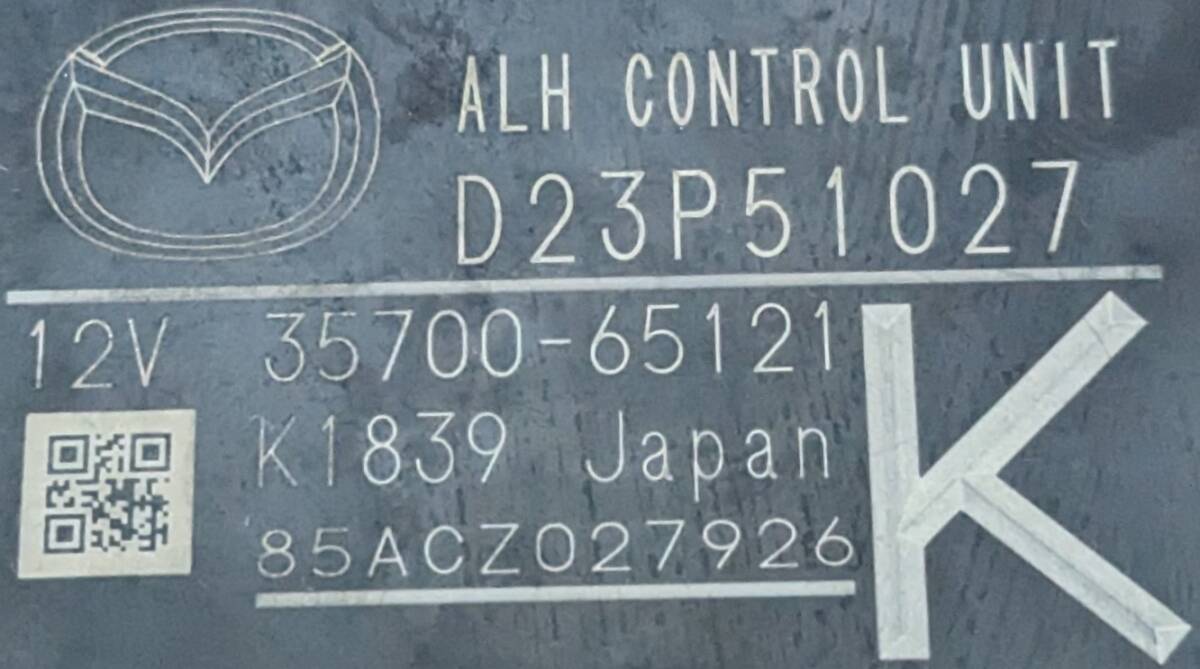 ALH CONTROL UNIT
D23P51027
12V 35700-65121
K1839 Japan
85ACZ027926
K